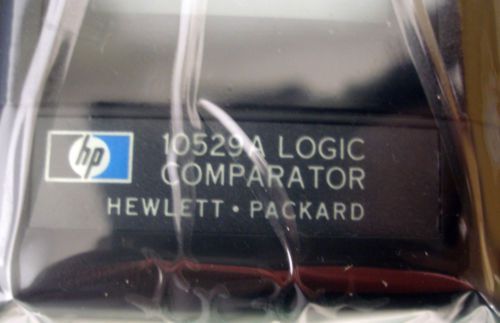 hp 10529A LOGIC
COMPARATOR
HEWLETT • PACKARD